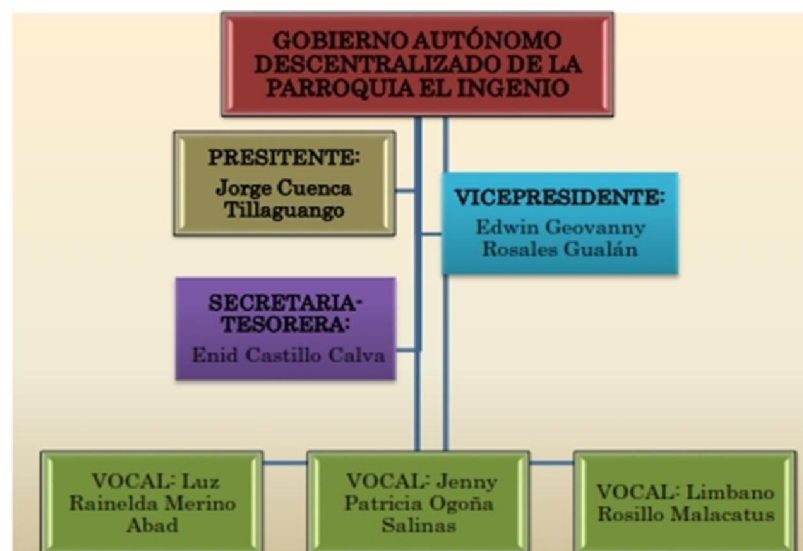 GOBIERNO AUTÓNOMO
DESCENTRALIZADO DE LA
PARROQUIA EL INGENIO
PRESITENTE:
Jorge Cuenca
Tillaguango
VICEPRESIDENTE:
Edwin Geovanny
Rosales Gualán
SECRETARIA-
TESORERA:
Enid Castillo Calva
VOCAL: Luz
Rainelda Merino
Abad
VOCAL: Jenny
Patricia Ogoña
Salinas
VOCAL: Limbano
Rosillo Malacatus